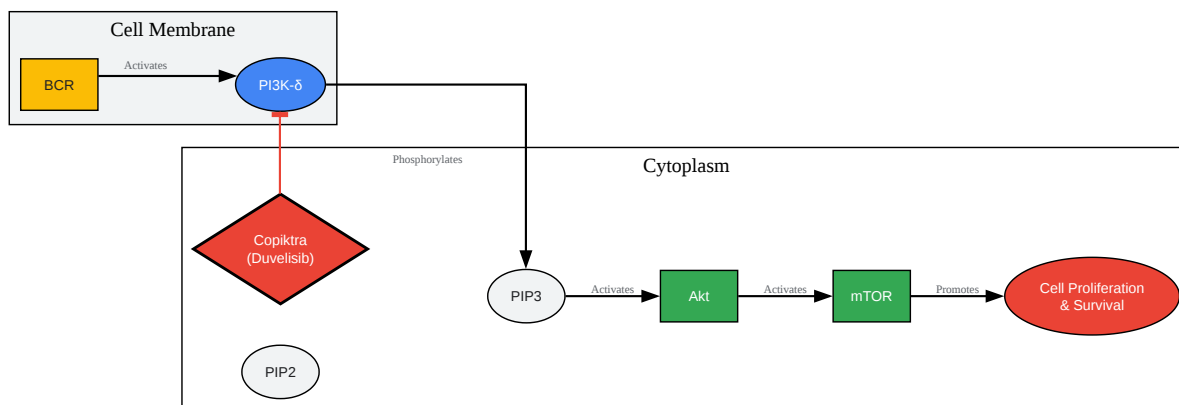 Cell Membrane
BCR
Activates
PI3K-δ
Phosphorylates
Cytoplasm
Copiktra
(Duvelisib)
PIP3
Activates
Akt
Activates
mTOR
Promotes
Cell Proliferation
& Survival
PIP2